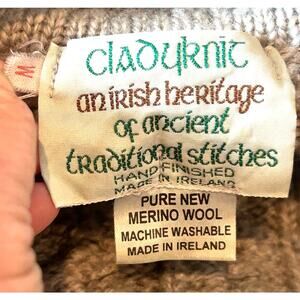 M
cladyknit
an irish heritage
of ancient
traditional stitches
HAND FINISHED
MADE IN IRELAND
PURE NEW
MERINO WOOL
MACHINE WASHABLE
MADE IN IRELAND